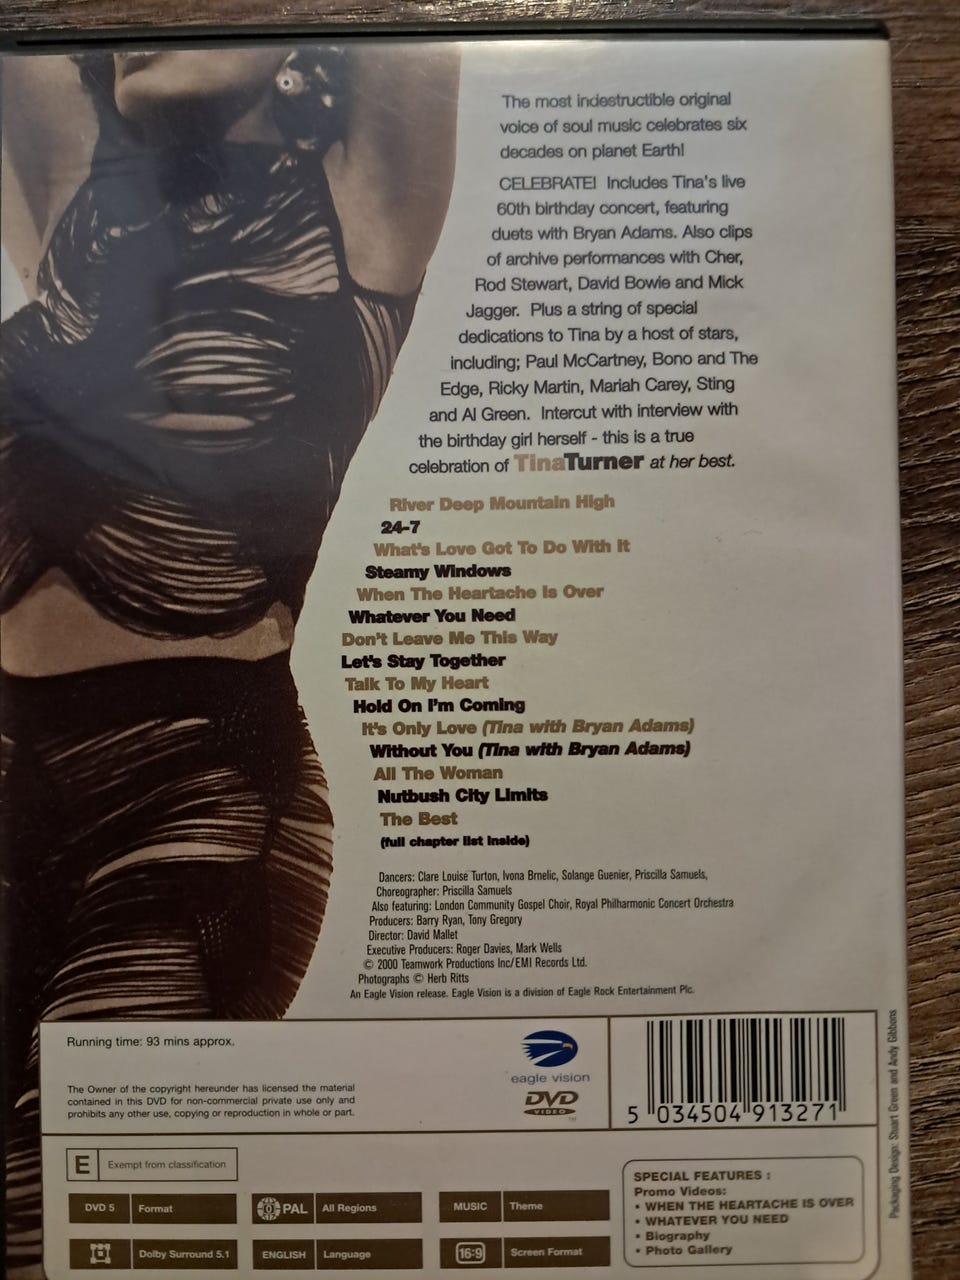 The most indestructible original
voice of soul music celebrates six
decades on planet Earth!
CELEBRATE! Includes Tina's live
60th birthday concert, featuring
duets with Bryan Adams. Also clips
of archive performances with Cher,
Rod Stewart, David Bowie and Mick
Jagger. Plus a string of special
dedications to Tina by a host of stars,
including; Paul McCartney, Bono and The
Edge, Ricky Martin, Mariah Carey, Sting
and Al Green. Intercut with interview with
the birthday girl herself - this is a true
celebration of TinaTurner at her best.
River Deep Mountain High
24-7
What's Love Got To Do With It
Steamy Windows
When The Heartache Is Over
Whatever You Need
Don't Leave Me This Way
Let's Stay Together
Talk To My Heart
Hold On I'm Coming
It's Only Love (Tina with Bryan Adams)
Without You (Tina with Bryan Adams)
All The Woman
Nutbush City Limits
The Best
(full chapter list inside)
Dancers: Clare Louise Turton, Ivona Brnelic, Solange Guenier, Priscilla Samuels,
Choreographer: Priscilla Samuels
Also featuring: London Community Gospel Choir, Royal Philharmonic Concert Orchestra
Producers: Barry Ryan, Tony Gregory
Director: David Mallet
Executive Producers: Roger Davies, Mark Wells
© 2000 Teamwork Productions Inc/EMI Records Ltd.
Photographs © Herb Ritts
An Eagle Vision release. Eagle Vision is a division of Eagle Rock Entertainment Plc.
Running time: 93 mins approx.
The Owner of the copyright hereunder has licensed the material
contained in this DVD for non-commercial private use only and
prohibits any other use, copying or reproduction in whole or part.
eagle vision
DVD
VIDEO
TM
5 034504 913271
Packaging Design: Stuart Green and Andy Gibbons
E Exempt from classification
DVD 5 Format
0 PAL All Regions
MUSIC Theme
Dolby Surround 5.1
ENGLISH Language
16:9 Screen Format
SPECIAL FEATURES :
Promo Videos:
• WHEN THE HEARTACHE IS OVER
• WHATEVER YOU NEED
• Biography
• Photo Gallery